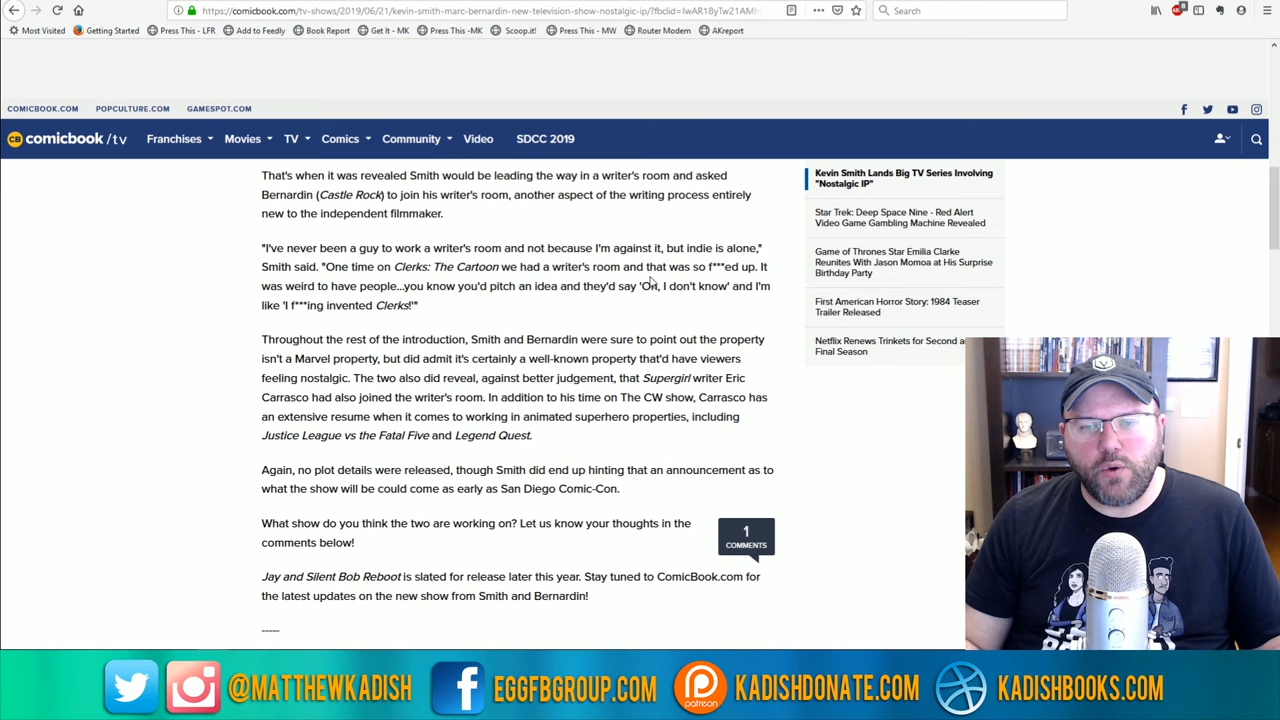 https://comicbook.com/tv-shows/2019/06/21/kevin-smith-marc-bernardin-new-television-show-nostalgic-ip/?fbclid=IwAR18yTw21AM
Search
Most Visited
Getting Started
Press This - LFR
Add to Feedly
Book Report
Get It - MK
Press This -MK
Scoop.it!
Press This - MW
Router Modem
AKreport
COMICBOOK.COM
POPCULTURE.COM
GAMESPOT.COM
CB comicbook/tv
Franchises
Movies
TV
Comics
Community
Video
SDCC 2019
That's when it was revealed Smith would be leading the way in a writer's room and asked
Bernardin (Castle Rock) to join his writer's room, another aspect of the writing process entirely
new to the independent filmmaker.
"I've never been a guy to work a writer's room and not because I'm against it, but indie is alone,"
Smith said. "One time on Clerks: The Cartoon we had a writer's room and that was so f***ed up. It
was weird to have people...you know you'd pitch an idea and they'd say 'Oh, I don't know' and I'm
like 'I f***ing invented Clerks!'"
Throughout the rest of the introduction, Smith and Bernardin were sure to point out the property
isn't a Marvel property, but did admit it's certainly a well-known property that'd have viewers
feeling nostalgic. The two also did reveal, against better judgement, that Supergirl writer Eric
Carrasco had also joined the writer's room. In addition to his time on The CW show, Carrasco has
an extensive resume when it comes to working in animated superhero properties, including
Justice League vs the Fatal Five and Legend Quest.
Again, no plot details were released, though Smith did end up hinting that an announcement as to
what the show will be could come as early as San Diego Comic-Con.
What show do you think the two are working on? Let us know your thoughts in the
comments below!
1
COMMENTS
Jay and Silent Bob Reboot is slated for release later this year. Stay tuned to ComicBook.com for
the latest updates on the new show from Smith and Bernardin!
-----
Kevin Smith Lands Big TV Series Involving
"Nostalgic IP"
Star Trek: Deep Space Nine - Red Alert
Video Game Gambling Machine Revealed
Game of Thrones Star Emilia Clarke
Reunites With Jason Momoa at His Surprise
Birthday Party
First American Horror Story: 1984 Teaser
Trailer Released
Netflix Renews Trinkets for Second a
Final Season
@MATTHEWKADISH
EGGFBGROUP.COM
patreon
KADISHDONATE.COM
KADISHBOOKS.COM